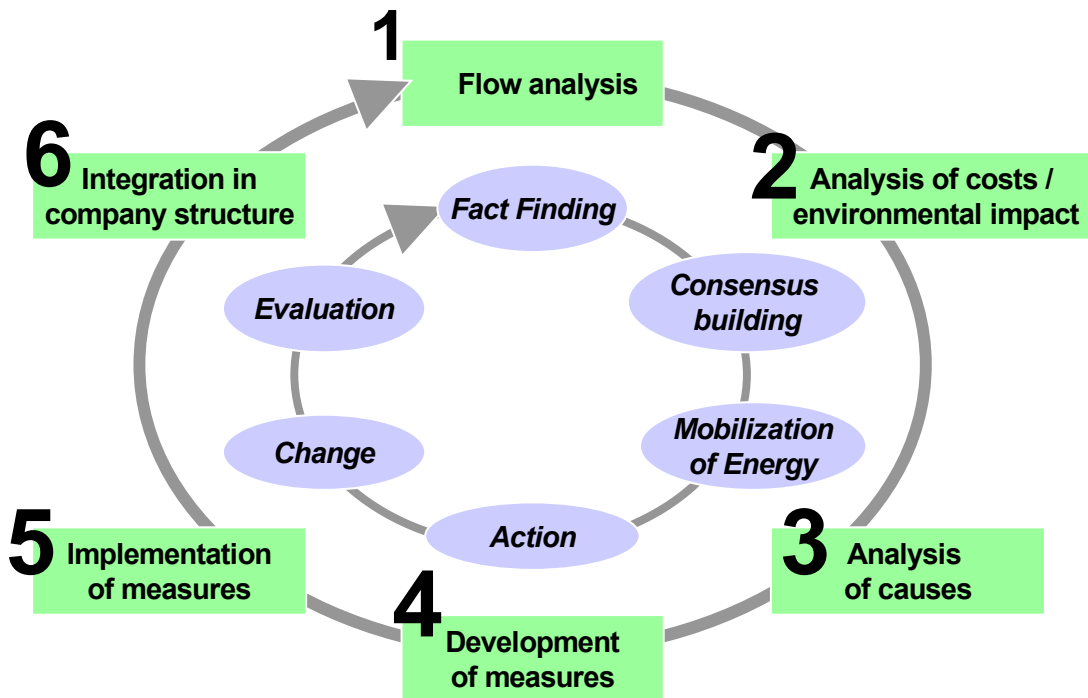 1
Flow analysis
2
Analysis of costs /
environmental impact
3
Analysis
of causes
4
Development
of measures
5
Implementation
of measures
6
Integration in
company structure
Fact Finding
Consensus
building
Mobilization
of Energy
Action
Change
Evaluation